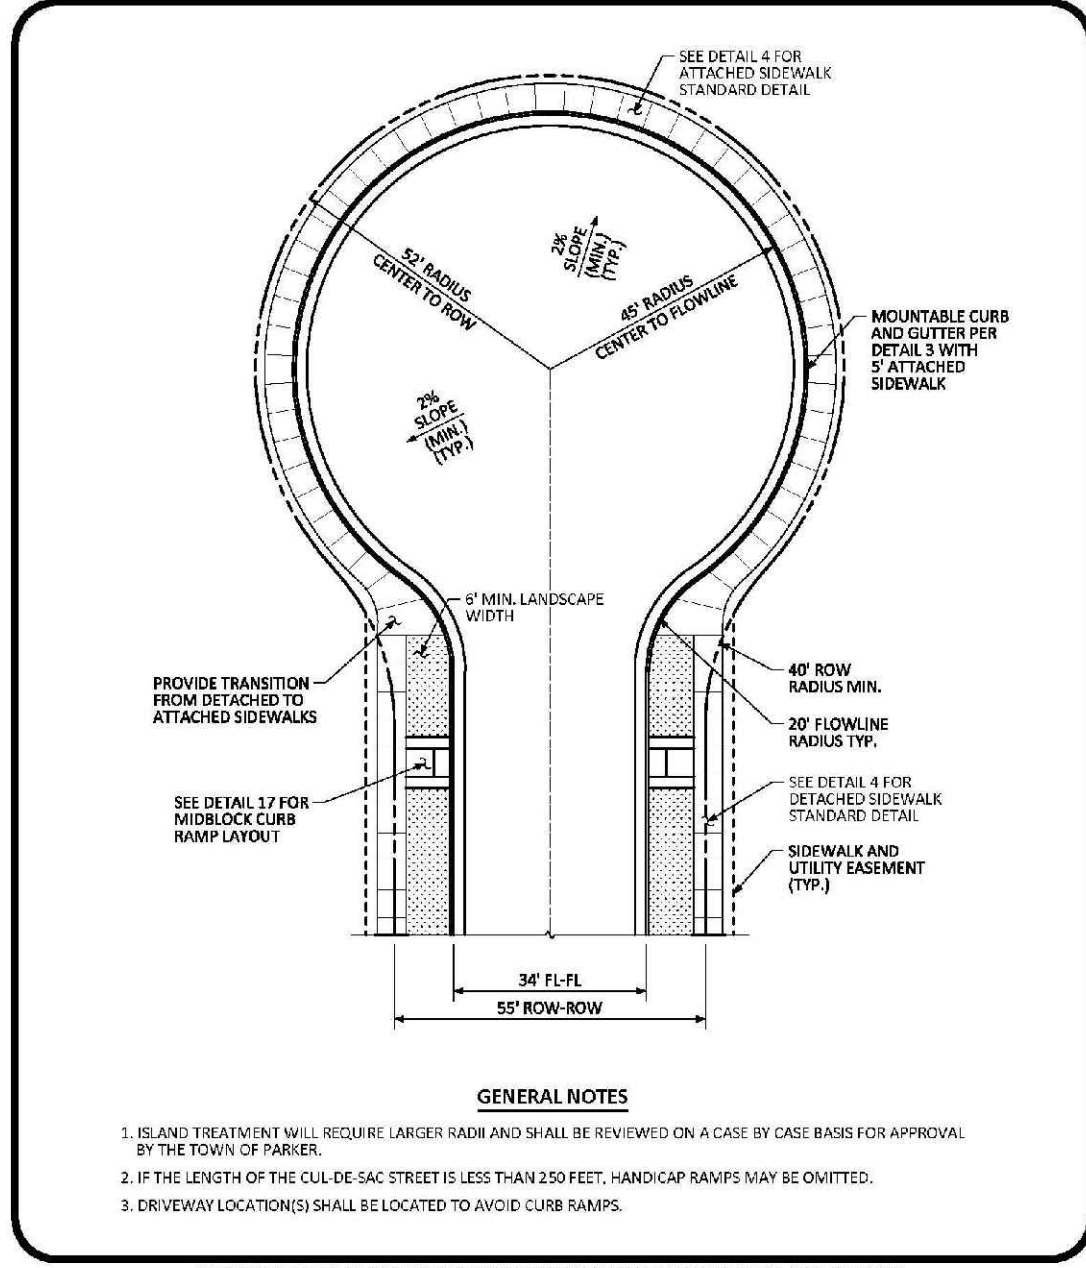 SEE DETAIL 4 FOR
ATTACHED SIDEWALK
STANDARD DETAIL
2%
SLOPE
(MIN.)
(TYP.)
52' RADIUS
CENTER TO ROW
45' RADIUS
CENTER TO FLOWLINE
MOUNTABLE CURB
AND GUTTER PER
DETAIL 3 WITH
5' ATTACHED
SIDEWALK
2%
SLOPE
(MIN.)
(TYP.)
6' MIN. LANDSCAPE
WIDTH
PROVIDE TRANSITION
FROM DETACHED TO
ATTACHED SIDEWALKS
40' ROW
RADIUS MIN.
20' FLOWLINE
RADIUS TYP.
SEE DETAIL 17 FOR
MIDBLOCK CURB
RAMP LAYOUT
SEE DETAIL 4 FOR
DETACHED SIDEWALK
STANDARD DETAIL
SIDEWALK AND
UTILITY EASEMENT
(TYP.)
34' FL-FL
55' ROW-ROW
GENERAL NOTES
1. ISLAND TREATMENT WILL REQUIRE LARGER RADII AND SHALL BE REVIEWED ON A CASE BY CASE BASIS FOR APPROVAL
BY THE TOWN OF PARKER.
2. IF THE LENGTH OF THE CUL-DE-SAC STREET IS LESS THAN 250 FEET, HANDICAP RAMPS MAY BE OMITTED.
3. DRIVEWAY LOCATION(S) SHALL BE LOCATED TO AVOID CURB RAMPS.